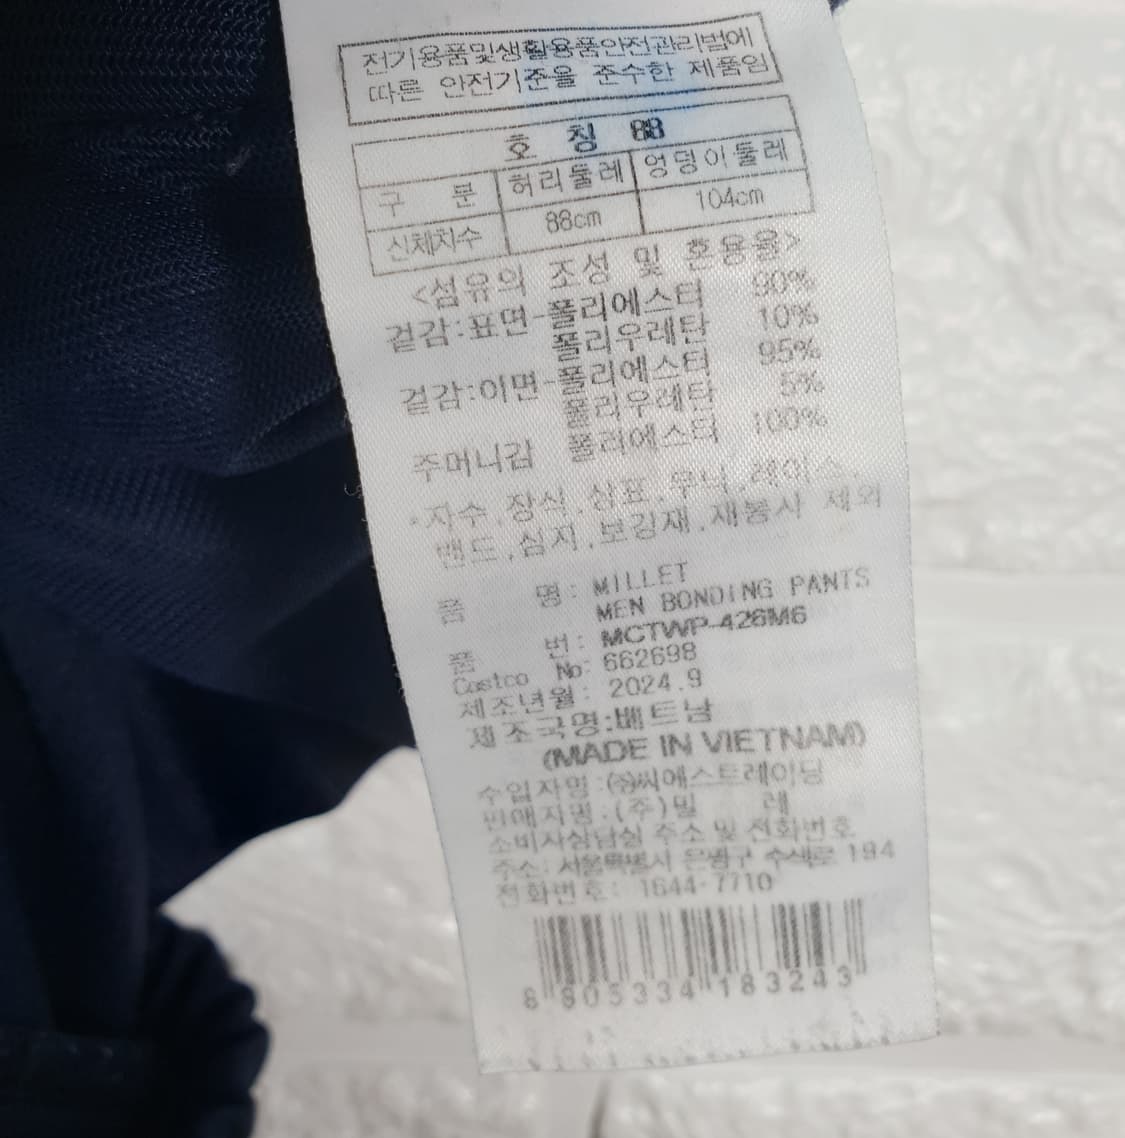 전기용품및생활용품안전관리법에
따른 안전기준을 준수한 제품임
호 칭 88
구 분 허리둘레 엉덩이둘레
신체치수 88cm 104cm
<섬유의 조성 및 혼용율>
겉감:표면-폴리에스터 90%
폴리우레탄 10%
겉감:이면-폴리에스터 95%
폴리우레탄 5%
주머니감 폴리에스터 100%
*자수.장식.상표.무늬.레이스.
밴드.심지.보강재.재봉사 제외
품 명: MILLET
MEN BONDING PANTS
품 번: MCTWP-426M6
Costco No: 662698
제조년월: 2024.9
제조국명:베트남
(MADE IN VIETNAM)
수입자명:(주)씨에스트레이딩
판매자명:(주)밀 레
소비자상담실 주소 및 전화번호
주소: 서울특별시 은평구 수색로 194
전화번호: 1644-7710
8 805334 183243